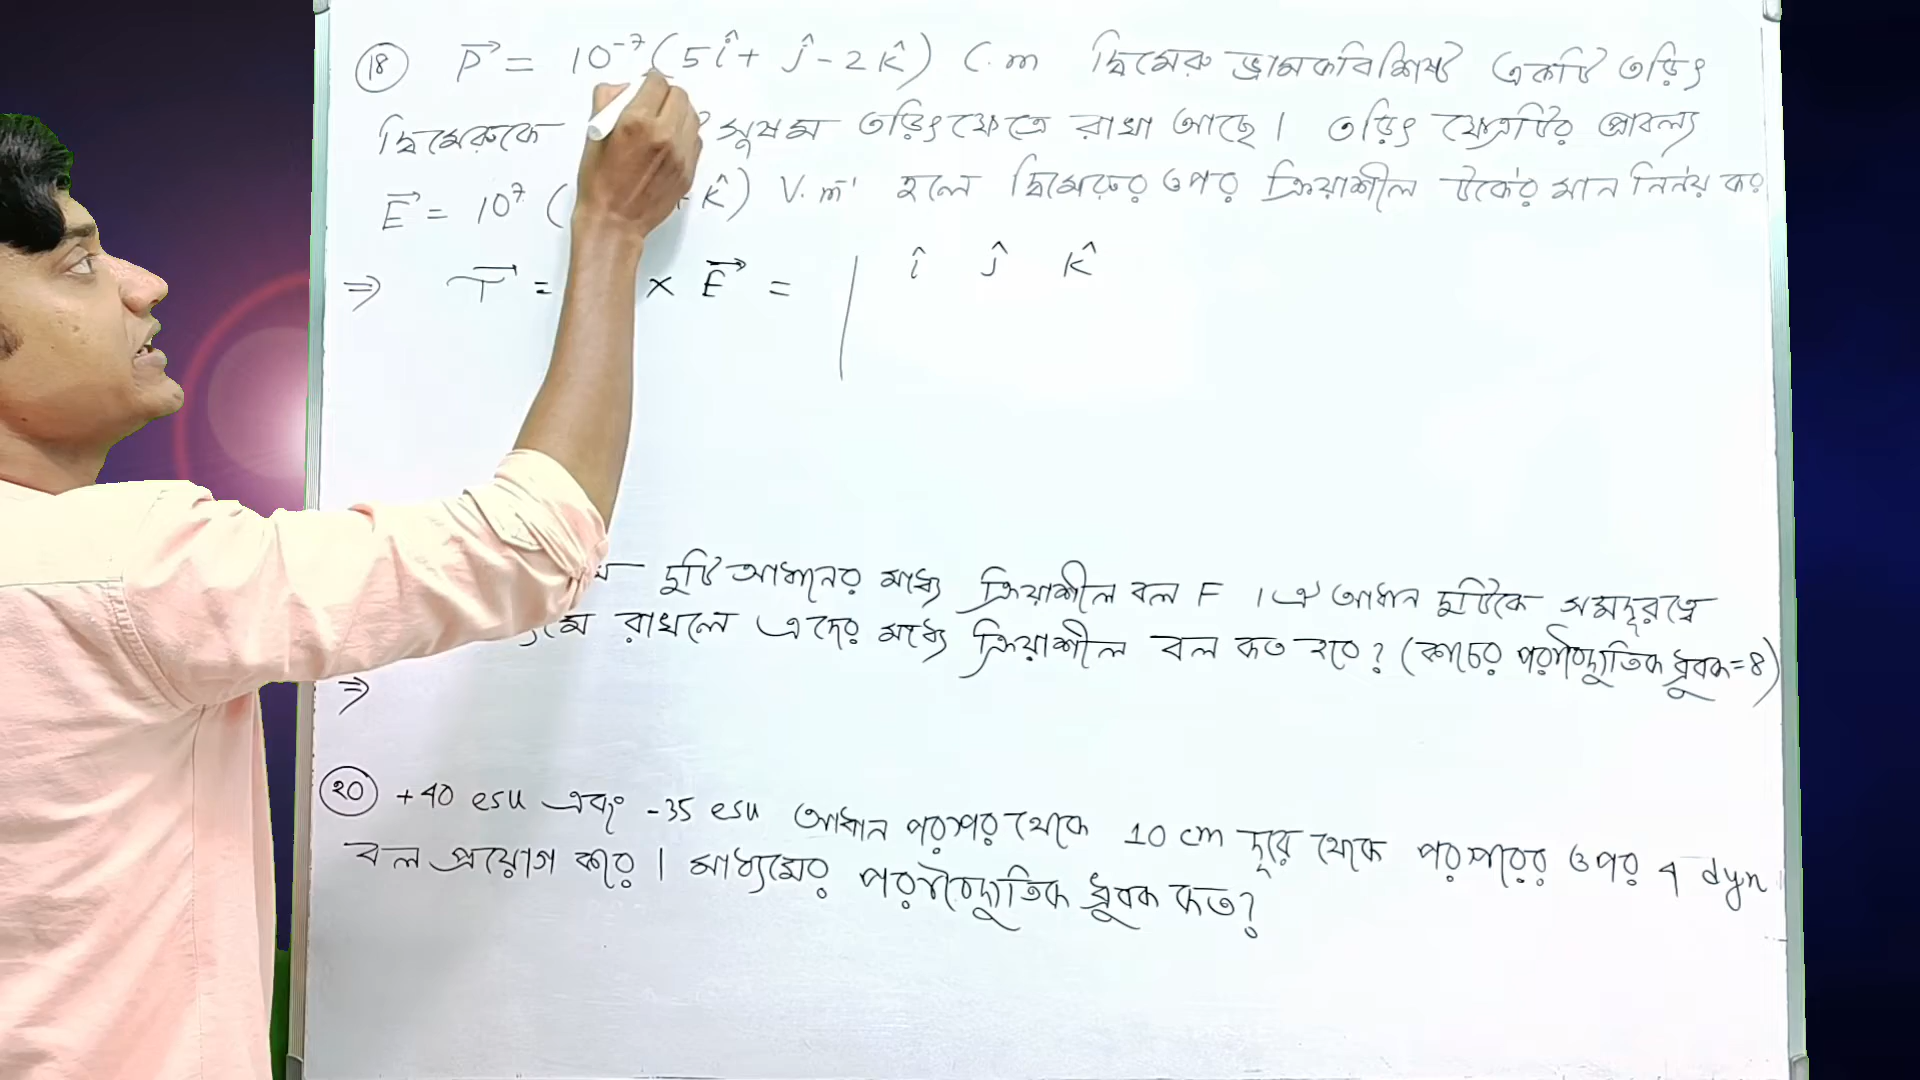 18 P⃗ = 10⁻⁷(5î + ĵ - 2k̂) C.m দ্বিমেরু ভ্রামকবিশিষ্ট একটি তড়িৎ
দ্বিমেরুকে সুষম তড়িৎক্ষেত্রে রাখা আছে। তড়িৎ ক্ষেত্রটির প্রাবল্য
E⃗ = 10⁷ ( + k̂) V.m⁻¹ হলে দ্বিমেরুর ওপর ক্রিয়াশীল টর্কের মান নির্ণয় কর
⇒ τ⃗ = × E⃗ = | î ĵ k̂
দুটি আধানের মধ্যে ক্রিয়াশীল বল F । ঐ আধান দুটিকে সমদূরত্বে
রাখলে এদের মধ্যে ক্রিয়াশীল বল কত হবে? (কাচের পরাবৈদ্যুতিক ধ্রুবক = 8)
⇒
২০ +40 esu এবং -35 esu আধান পরস্পর থেকে 10 cm দূরে থেকে পরস্পরের ওপর dyn
বল প্রয়োগ করে। মাধ্যমের পরাবৈদ্যুতিক ধ্রুবক কত?